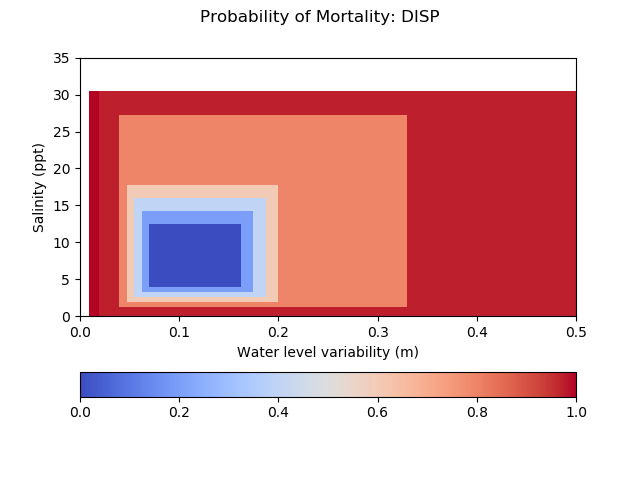 Probability of Mortality: DISP
35
30
25
20
15
10
5
0
Salinity (ppt)
0.0 0.1 0.2 0.3 0.4 0.5
Water level variability (m)
0.0 0.2 0.4 0.6 0.8 1.0